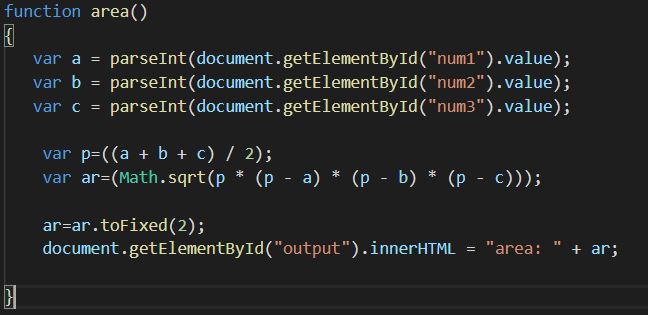 function area()
{
var a = parseInt(document.getElementById("num1").value);
var b = parseInt(document.getElementById("num2").value);
var c = parseInt(document.getElementById("num3").value);
var p=((a + b + c) / 2);
var ar=(Math.sqrt(p * (p - a) * (p - b) * (p - c)));
ar=ar.toFixed(2);
document.getElementById("output").innerHTML = "area: " + ar;
}